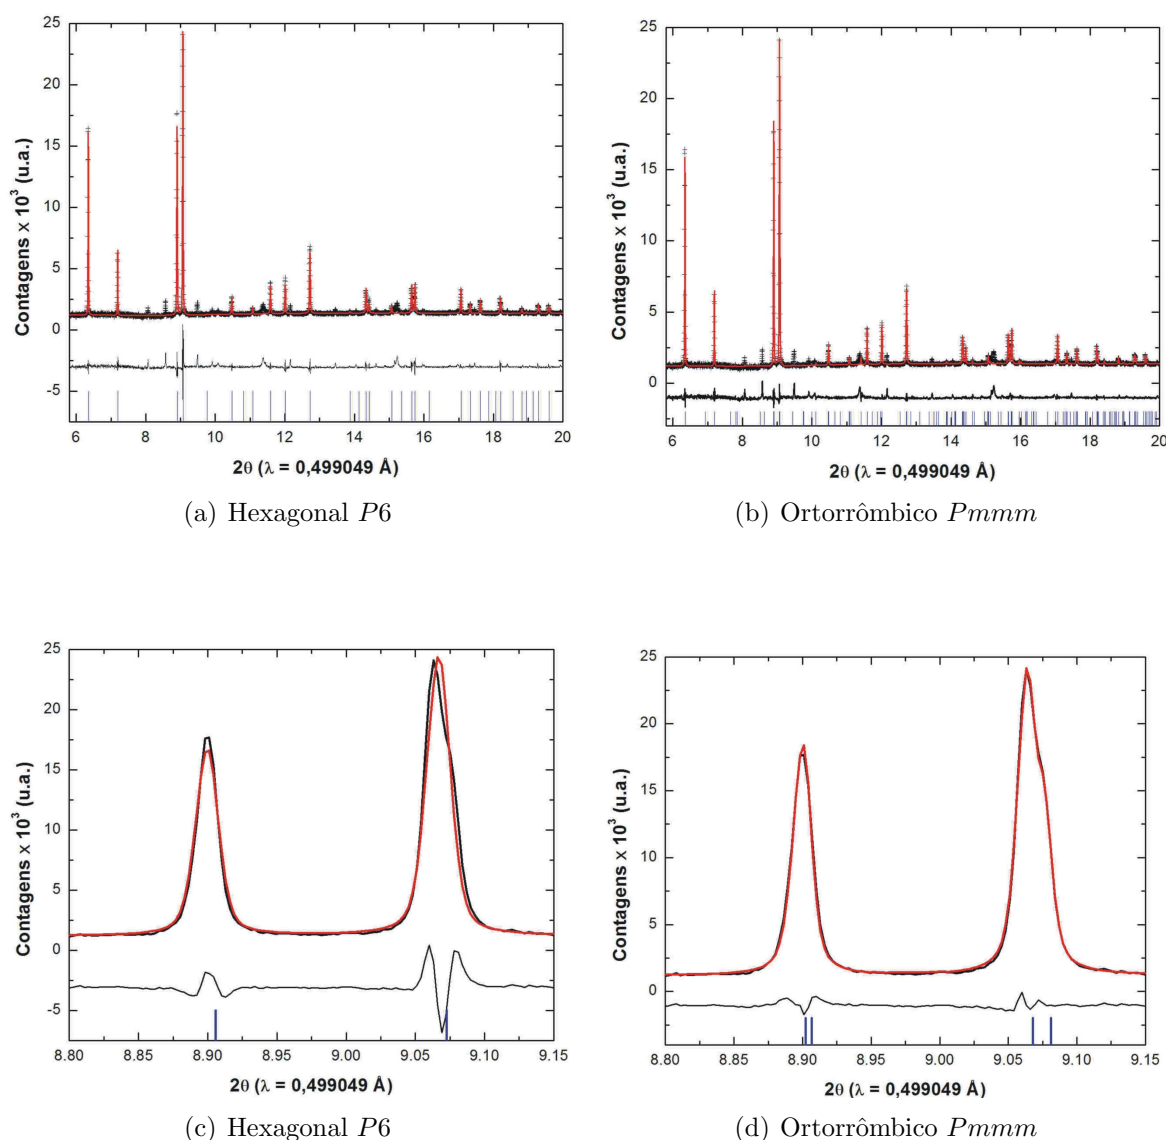 25
20
15
10
5
0
-5
Contagens x 10³ (u.a.)
6 8 10 12 14 16 18 20
2θ (λ = 0,499049 Å)
(a) Hexagonal P6
25
20
15
10
5
0
Contagens x 10³ (u.a.)
6 8 10 12 14 16 18 20
2θ (λ = 0,499049 Å)
(b) Ortorrômbico Pmmm
25
20
15
10
5
0
-5
Contagens x 10³ (u.a.)
8.80 8.85 8.90 8.95 9.00 9.05 9.10 9.15
2θ (λ = 0,499049 Å)
(c) Hexagonal P6
25
20
15
10
5
0
Contagens x 10³ (u.a.)
8.80 8.85 8.90 8.95 9.00 9.05 9.10 9.15
2θ (λ = 0,499049 Å)
(d) Ortorrômbico Pmmm